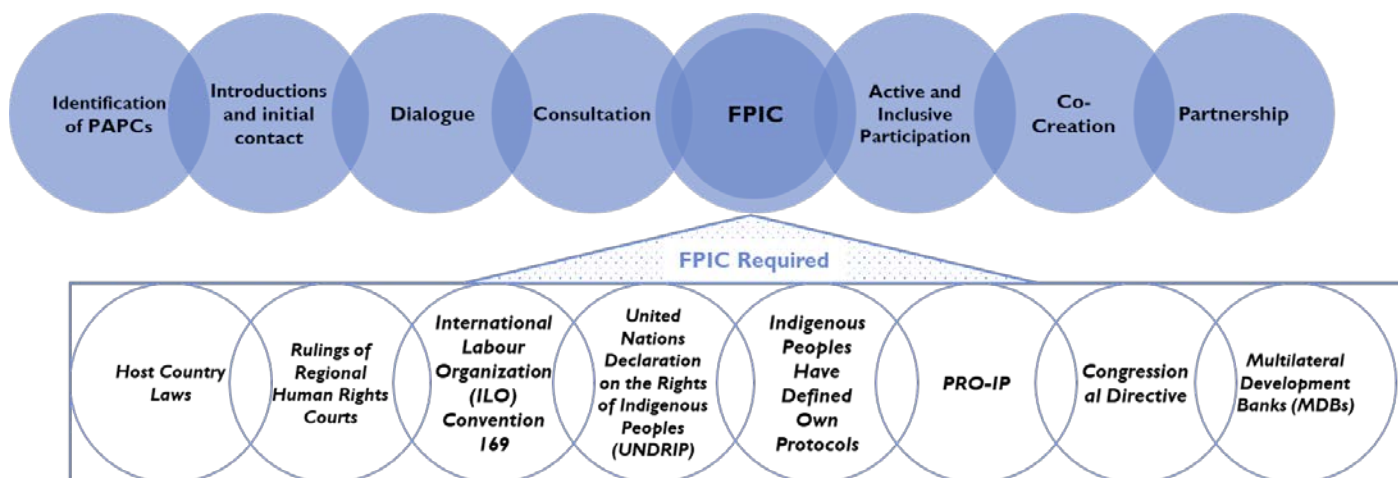 Identification
of PAPCs
Introductions
and initial
contact
Dialogue
Consultation
FPIC
Active and
Inclusive
Participation
Co-
Creation
Partnership
FPIC Required
Host Country
Laws
Rulings of
Regional
Human Rights
Courts
International
Labour
Organization
(ILO)
Convention
169
United
Nations
Declaration
on the Rights
of Indigenous
Peoples
(UNDRIP)
Indigenous
Peoples
Have
Defined
Own
Protocols
PRO-IP
Congression
al Directive
Multilateral
Development
Banks (MDBs)